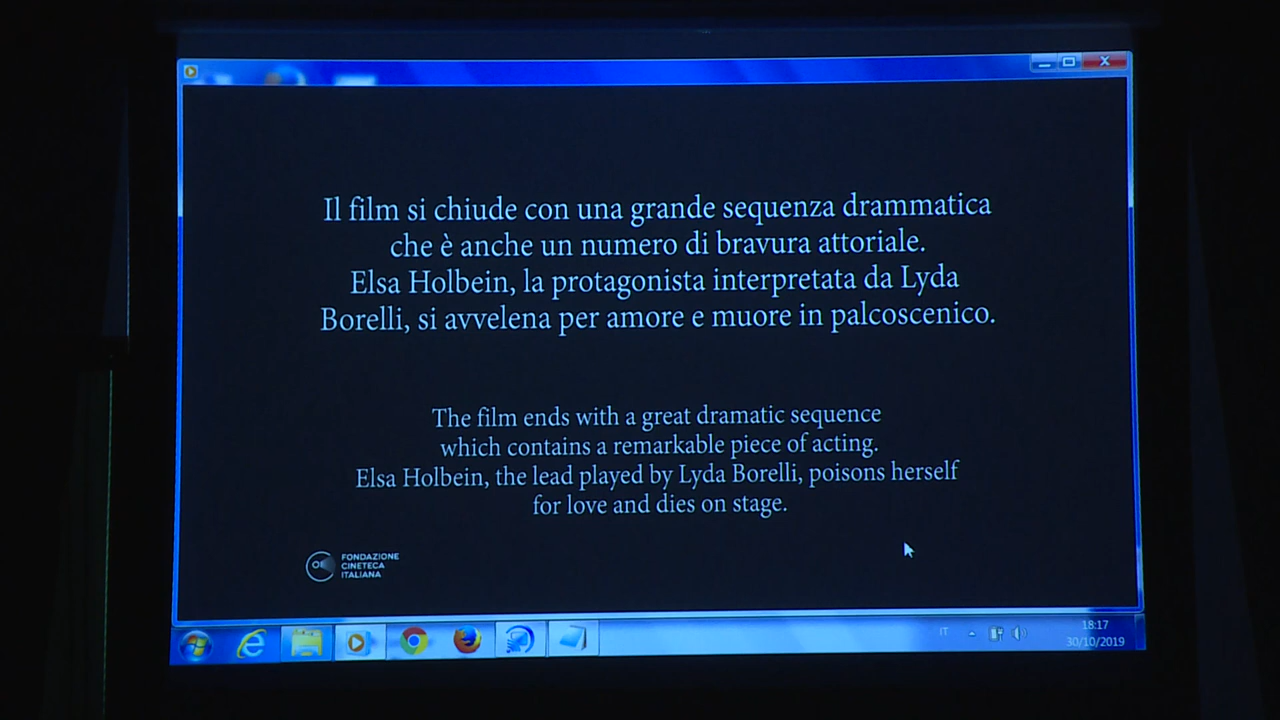 Il film si chiude con una grande sequenza drammatica
che è anche un numero di bravura attoriale.
Elsa Holbein, la protagonista interpretata da Lyda
Borelli, si avvelena per amore e muore in palcoscenico.
The film ends with a great dramatic sequence
which contains a remarkable piece of acting.
Elsa Holbein, the lead played by Lyda Borelli, poisons herself
for love and dies on stage.
FONDAZIONE
CINETECA
ITALIANA
IT
18:17
30/10/2019